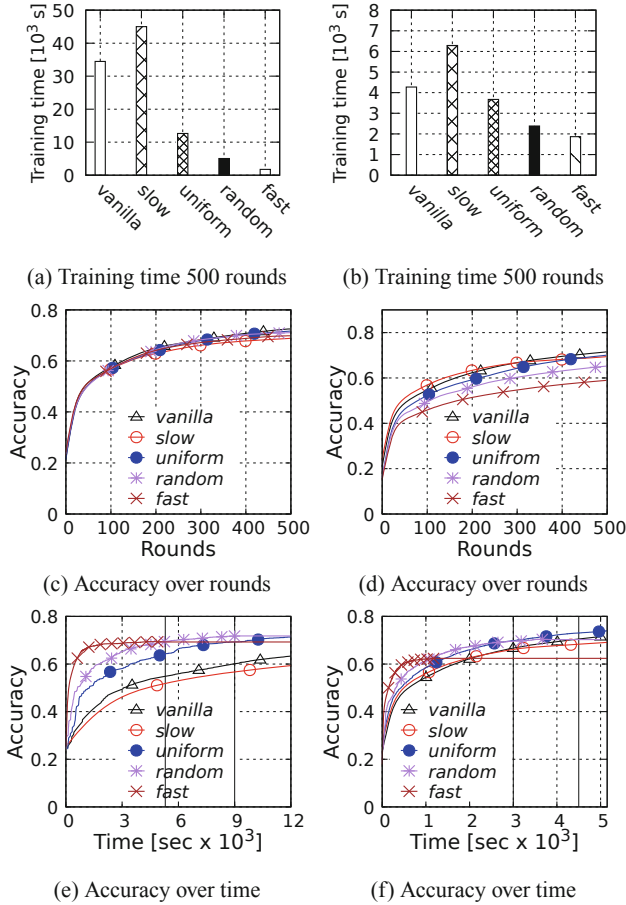 Training time [10³ s]
50
40
30
20
10
0
vanilla
slow
uniform
random
fast
(a) Training time 500 rounds
Training time [10³ s]
8
7
6
5
4
3
2
1
0
vanilla
slow
uniform
random
fast
(b) Training time 500 rounds
Accuracy
0.8
0.6
0.4
0.2
0
vanilla
slow
uniform
random
fast
0 100 200 300 400 500
Rounds
(c) Accuracy over rounds
Accuracy
0.8
0.6
0.4
0.2
0
vanilla
slow
unifrom
random
fast
0 100 200 300 400 500
Rounds
(d) Accuracy over rounds
Accuracy
0.8
0.6
0.4
0.2
0
vanilla
slow
uniform
random
fast
0 3 6 9 12
Time [sec x 10³]
(e) Accuracy over time
Accuracy
0.8
0.6
0.4
0.2
0
vanilla
slow
uniform
random
fast
0 1 2 3 4 5
Time [sec x 10³]
(f) Accuracy over time